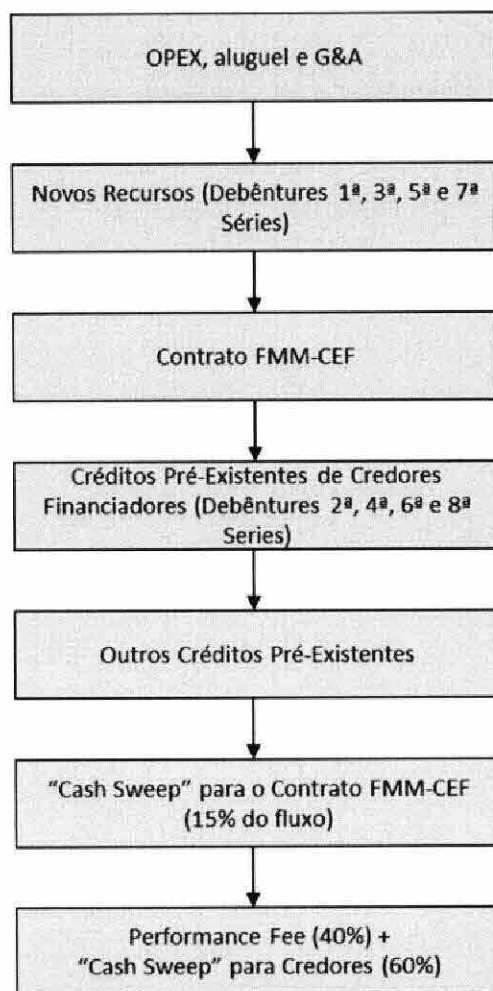 OPEX, aluguel e G&A
Novos Recursos (Debêntures 1ª, 3ª, 5ª e 7ª
Séries)
Contrato FMM-CEF
Créditos Pré-Existentes de Credores
Financiadores (Debêntures 2ª, 4ª, 6ª e 8ª
Series)
Outros Créditos Pré-Existentes
“Cash Sweep” para o Contrato FMM-CEF
(15% do fluxo)
Performance Fee (40%) +
“Cash Sweep” para Credores (60%)